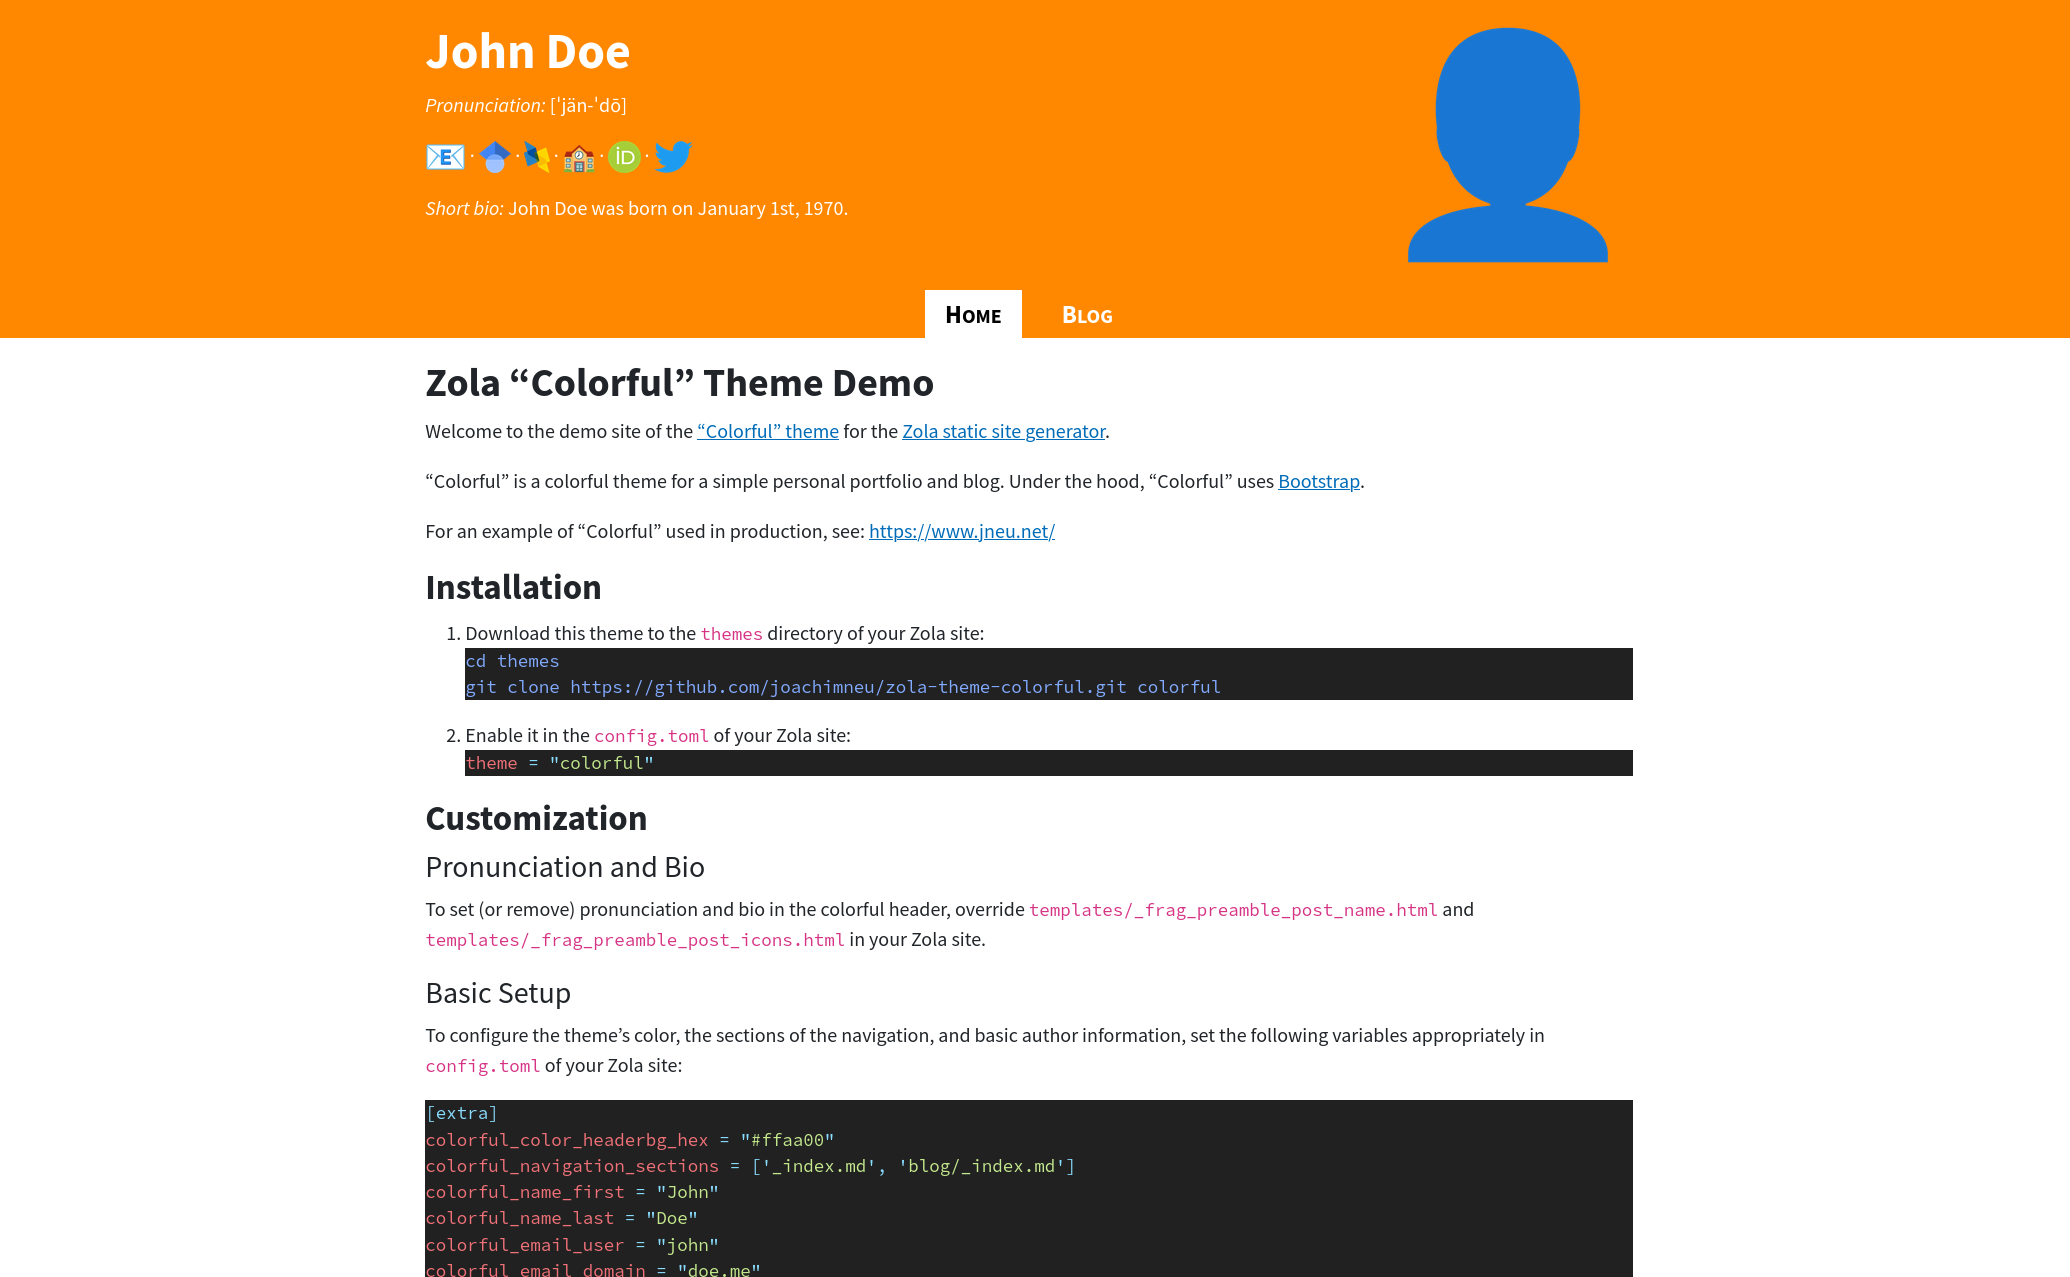 John Doe
Pronunciation: [ˈjän-ˈdō]
E · · · · iD ·
Short bio: John Doe was born on January 1st, 1970.
Home Blog
Zola “Colorful” Theme Demo
Welcome to the demo site of the “Colorful” theme for the Zola static site generator.
“Colorful” is a colorful theme for a simple personal portfolio and blog. Under the hood, “Colorful” uses Bootstrap.
For an example of “Colorful” used in production, see: https://www.jneu.net/
Installation
1. Download this theme to the themes directory of your Zola site:
cd themes
git clone https://github.com/joachimneu/zola-theme-colorful.git colorful
2. Enable it in the config.toml of your Zola site:
theme = "colorful"
Customization
Pronunciation and Bio
To set (or remove) pronunciation and bio in the colorful header, override templates/_frag_preamble_post_name.html and
templates/_frag_preamble_post_icons.html in your Zola site.
Basic Setup
To configure the theme’s color, the sections of the navigation, and basic author information, set the following variables appropriately in
config.toml of your Zola site:
[extra]
colorful_color_headerbg_hex = "#ffaa00"
colorful_navigation_sections = ['_index.md', 'blog/_index.md']
colorful_name_first = "John"
colorful_name_last = "Doe"
colorful_email_user = "john"
colorful_email_domain = "doe.me"